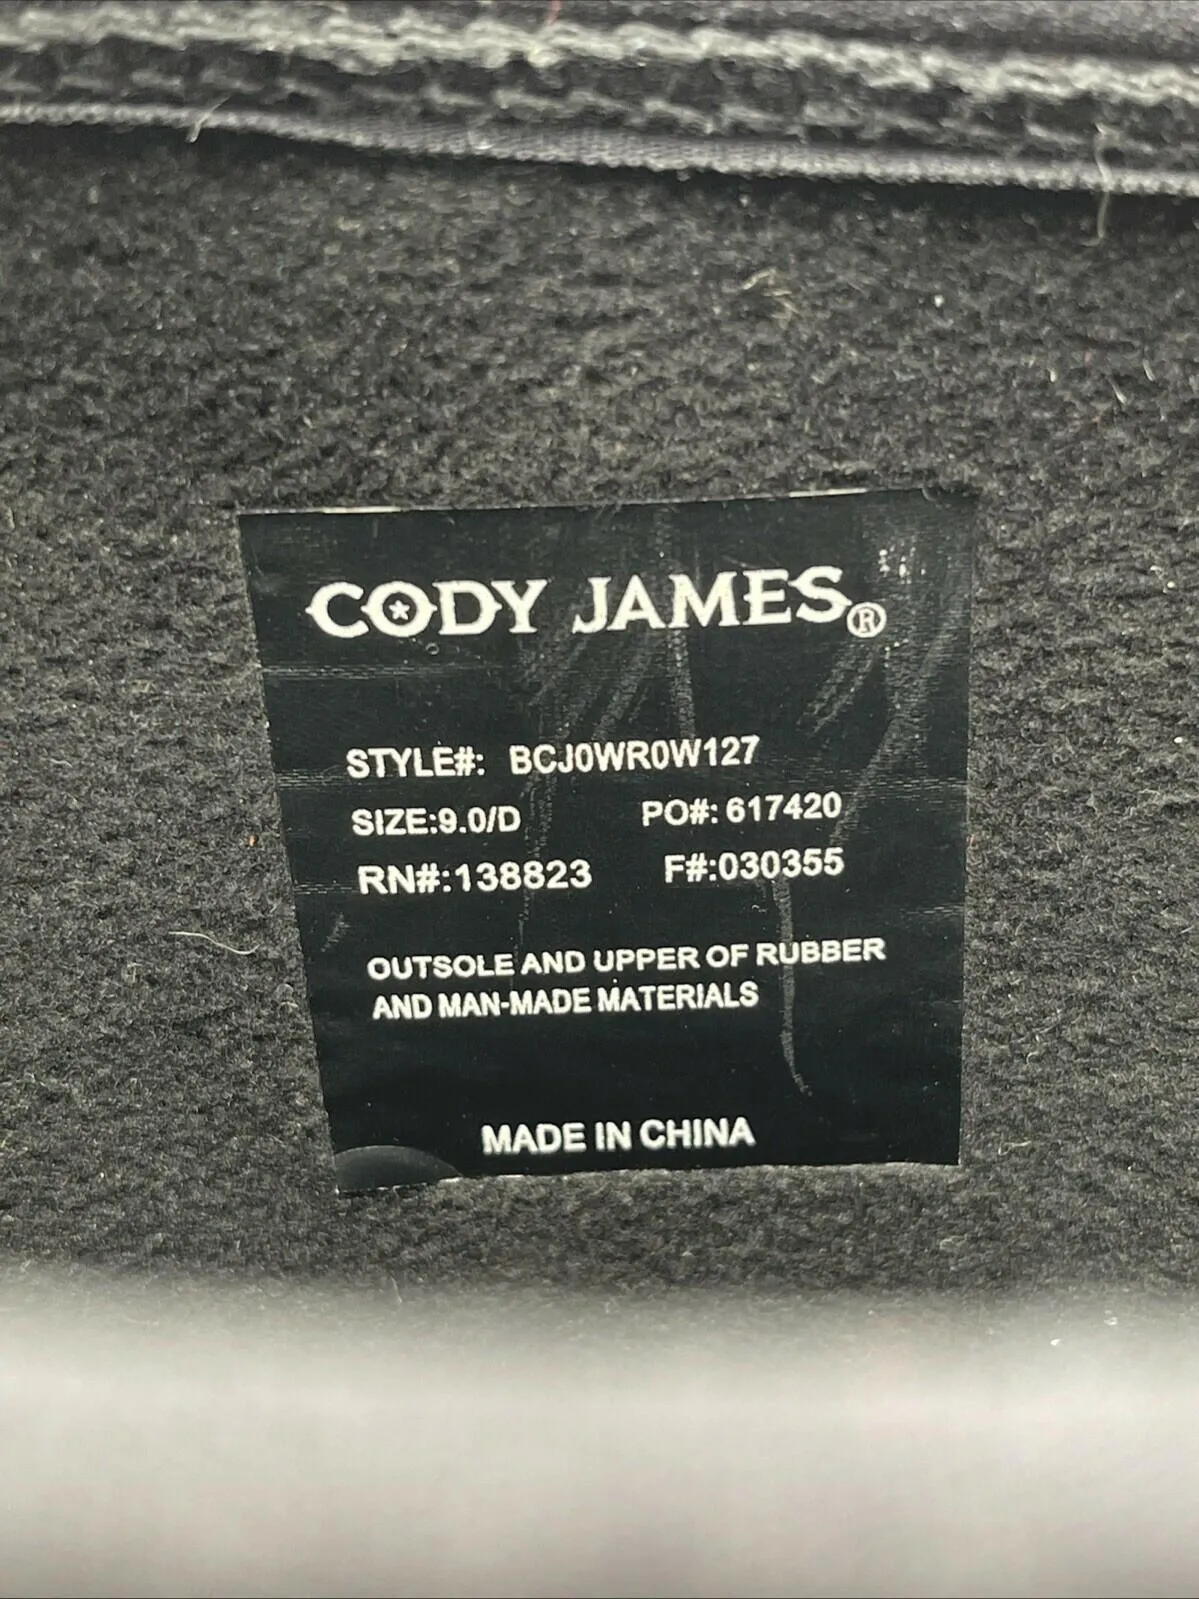 CODY JAMES®
STYLE#: BCJ0WR0W127
SIZE:9.0/D PO#: 617420
RN#:138823 F#:030355
OUTSOLE AND UPPER OF RUBBER
AND MAN-MADE MATERIALS
MADE IN CHINA